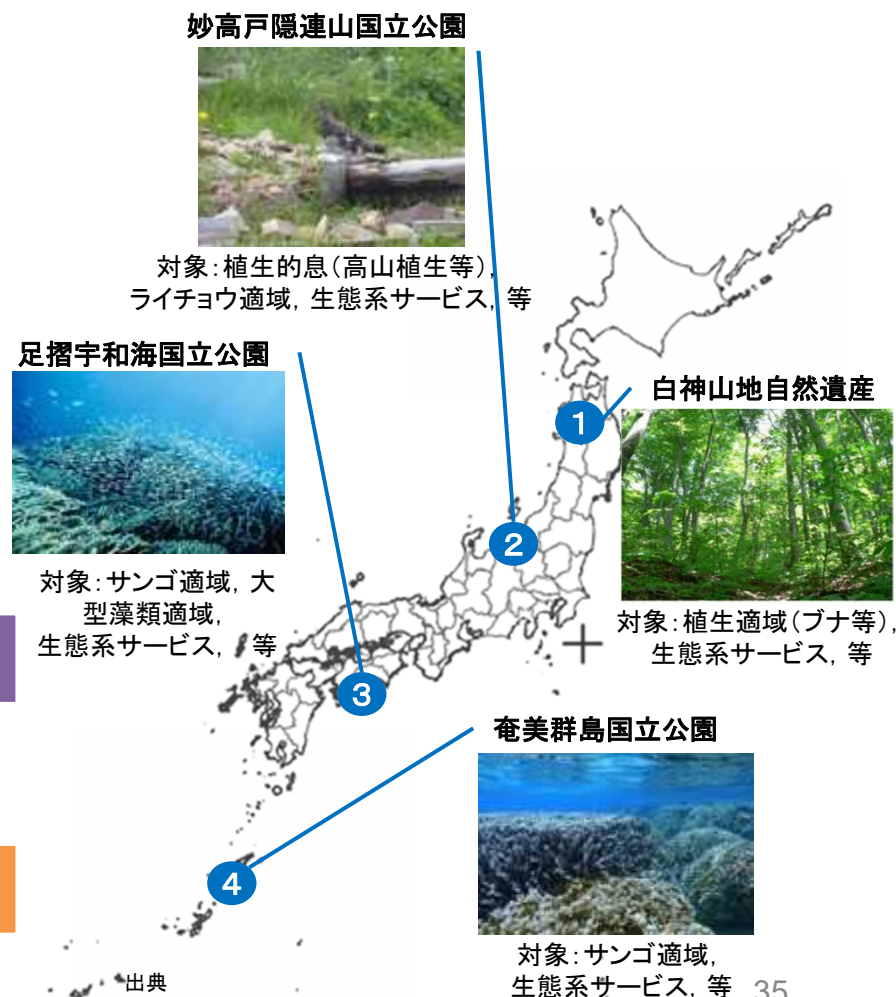 妙高戸隠連山国立公園
対象：植生的息（高山植生等），
ライチョウ適域，生態系サービス，等
足摺宇和海国立公園
対象：サンゴ適域，大
型藻類適域，
生態系サービス，等
白神山地自然遺産
対象：植生適域（ブナ等），
生態系サービス，等
1
2
3
奄美群島国立公園
4
対象：サンゴ適域，
生態系サービス，等
出典
35